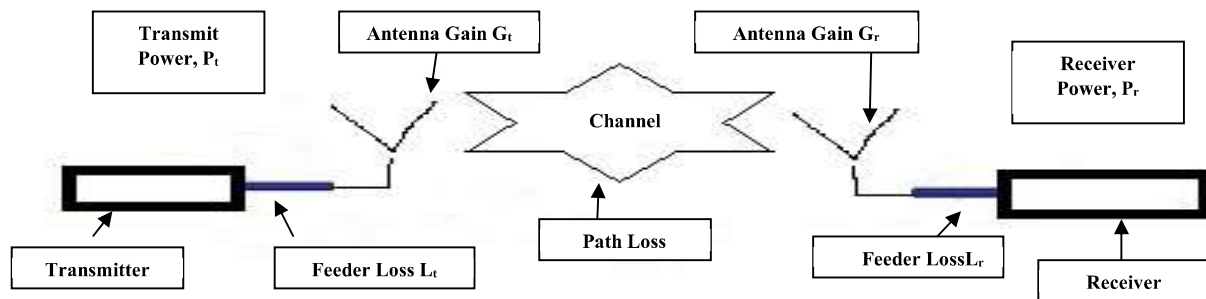 Transmit
Power, Pt
Antenna Gain Gt
Antenna Gain Gr
Receiver
Power, Pr
Channel
Path Loss
Transmitter
Feeder Loss Lt
Feeder LossLr
Receiver